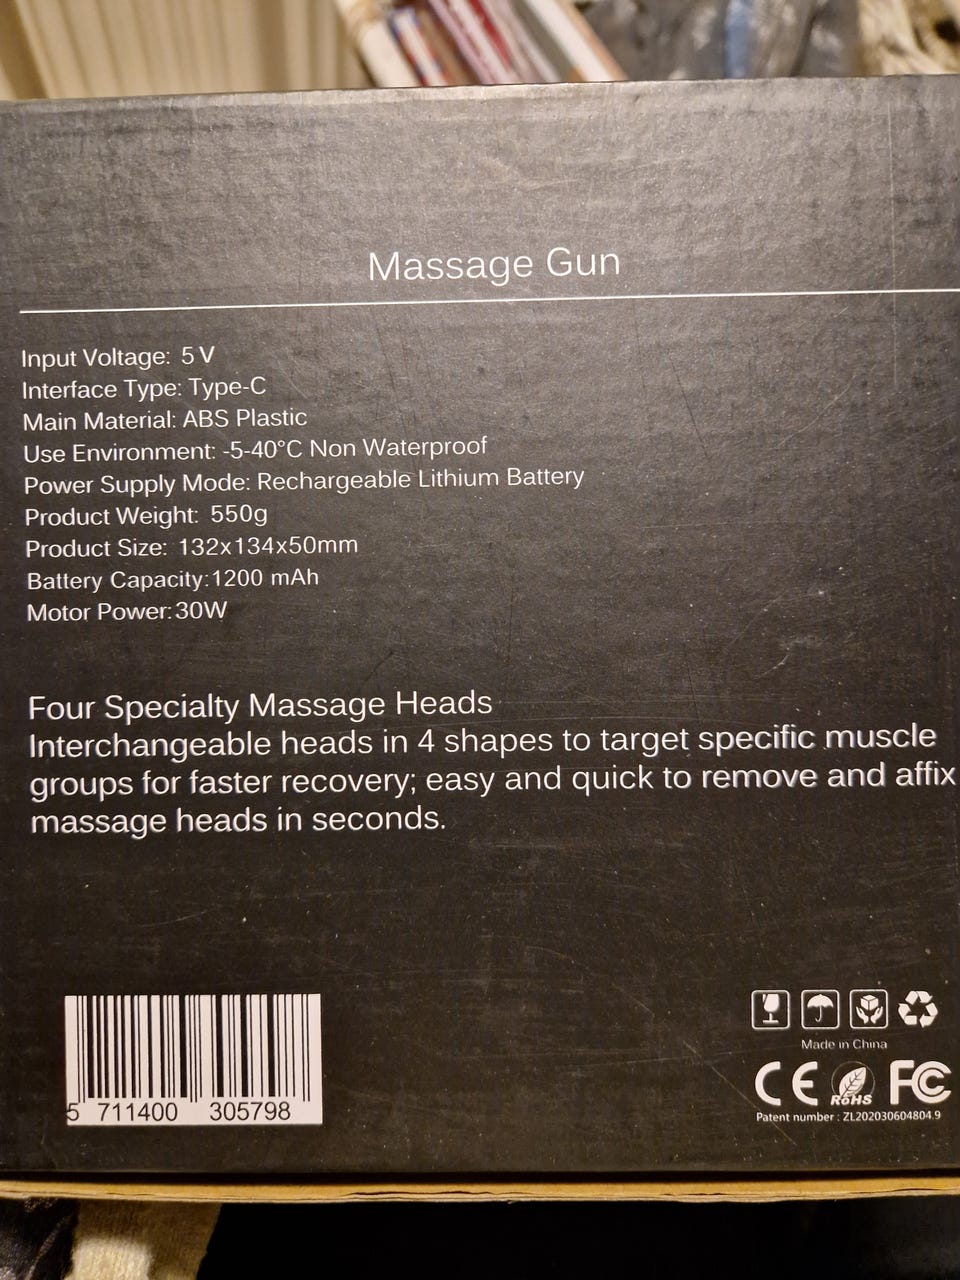 Massage Gun
Input Voltage: 5 V
Interface Type: Type-C
Main Material: ABS Plastic
Use Environment: -5-40°C Non Waterproof
Power Supply Mode: Rechargeable Lithium Battery
Product Weight: 550g
Product Size: 132x134x50mm
Battery Capacity:1200 mAh
Motor Power:30W
Four Specialty Massage Heads
Interchangeable heads in 4 shapes to target specific muscle
groups for faster recovery; easy and quick to remove and affix
massage heads in seconds.
5 711400 305798
Made in China
CE RoHS FC
Patent number : ZL202030604804.9